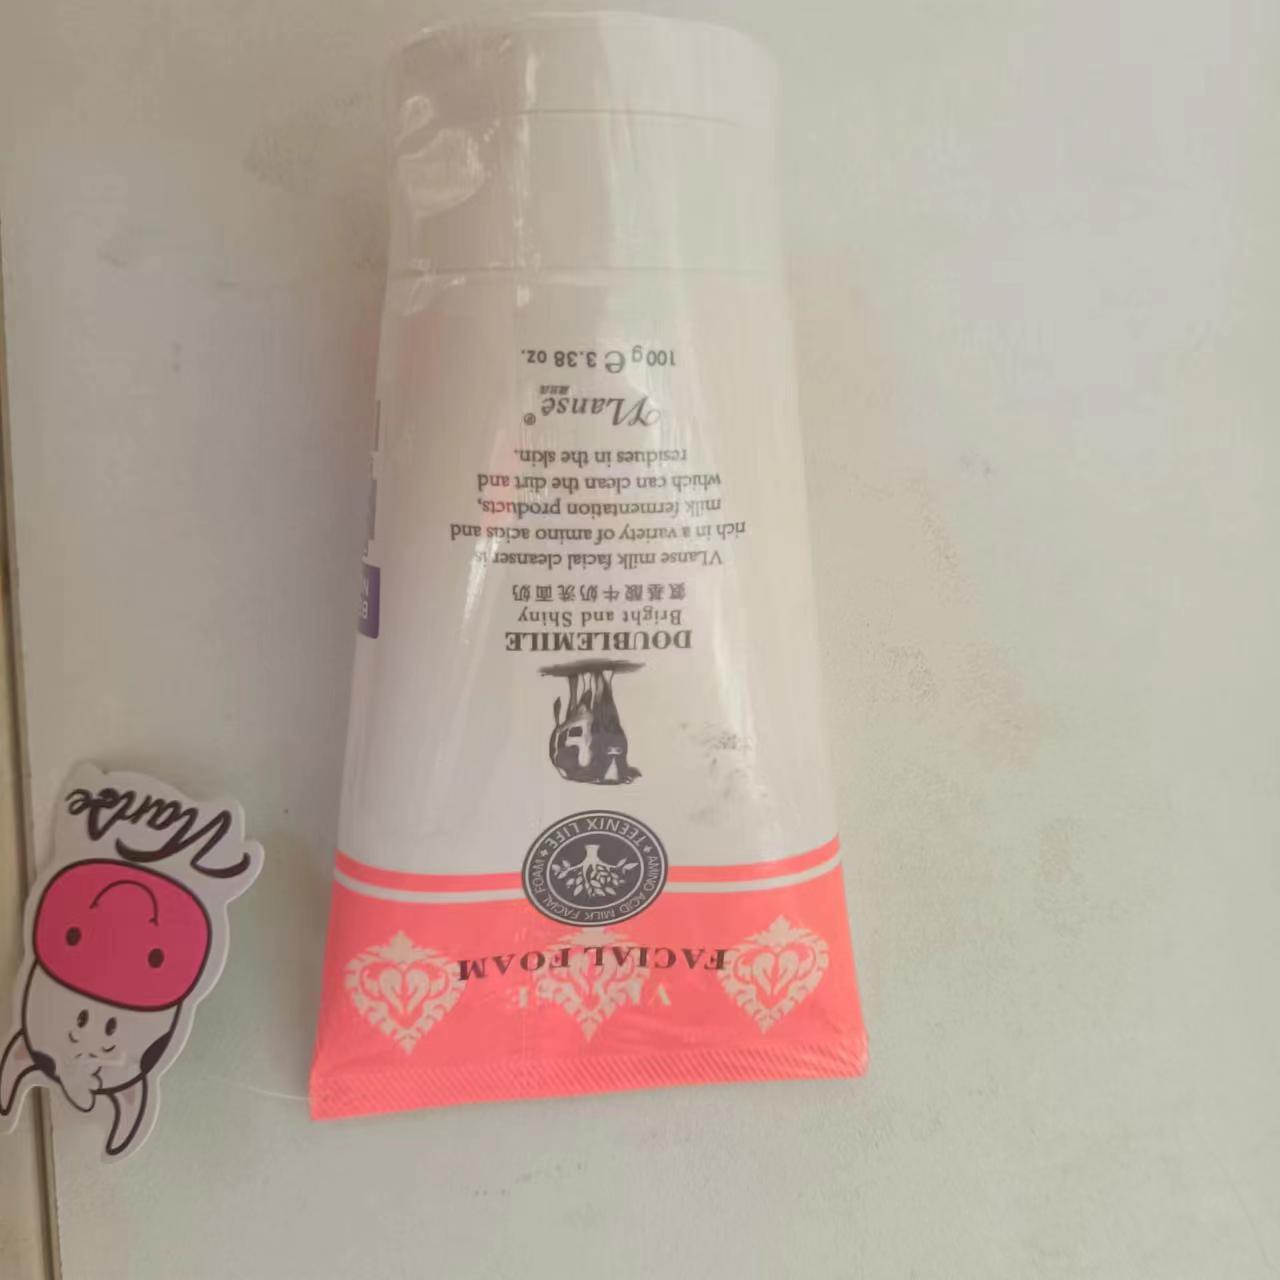 FACIAL FOAM
TEENIX LIFE
AMINO ACID MILK FACIAL FOAM
DOUBLEMILE
Bright and Shiny
氨基酸牛奶洗面奶
VLanse milk facial cleanser is
rich in a variety of amino acids and
milk fermentation products,
which can clean the dirt and
residues in the skin.
VLanse®
100g e 3.38 oz.
Vlanse